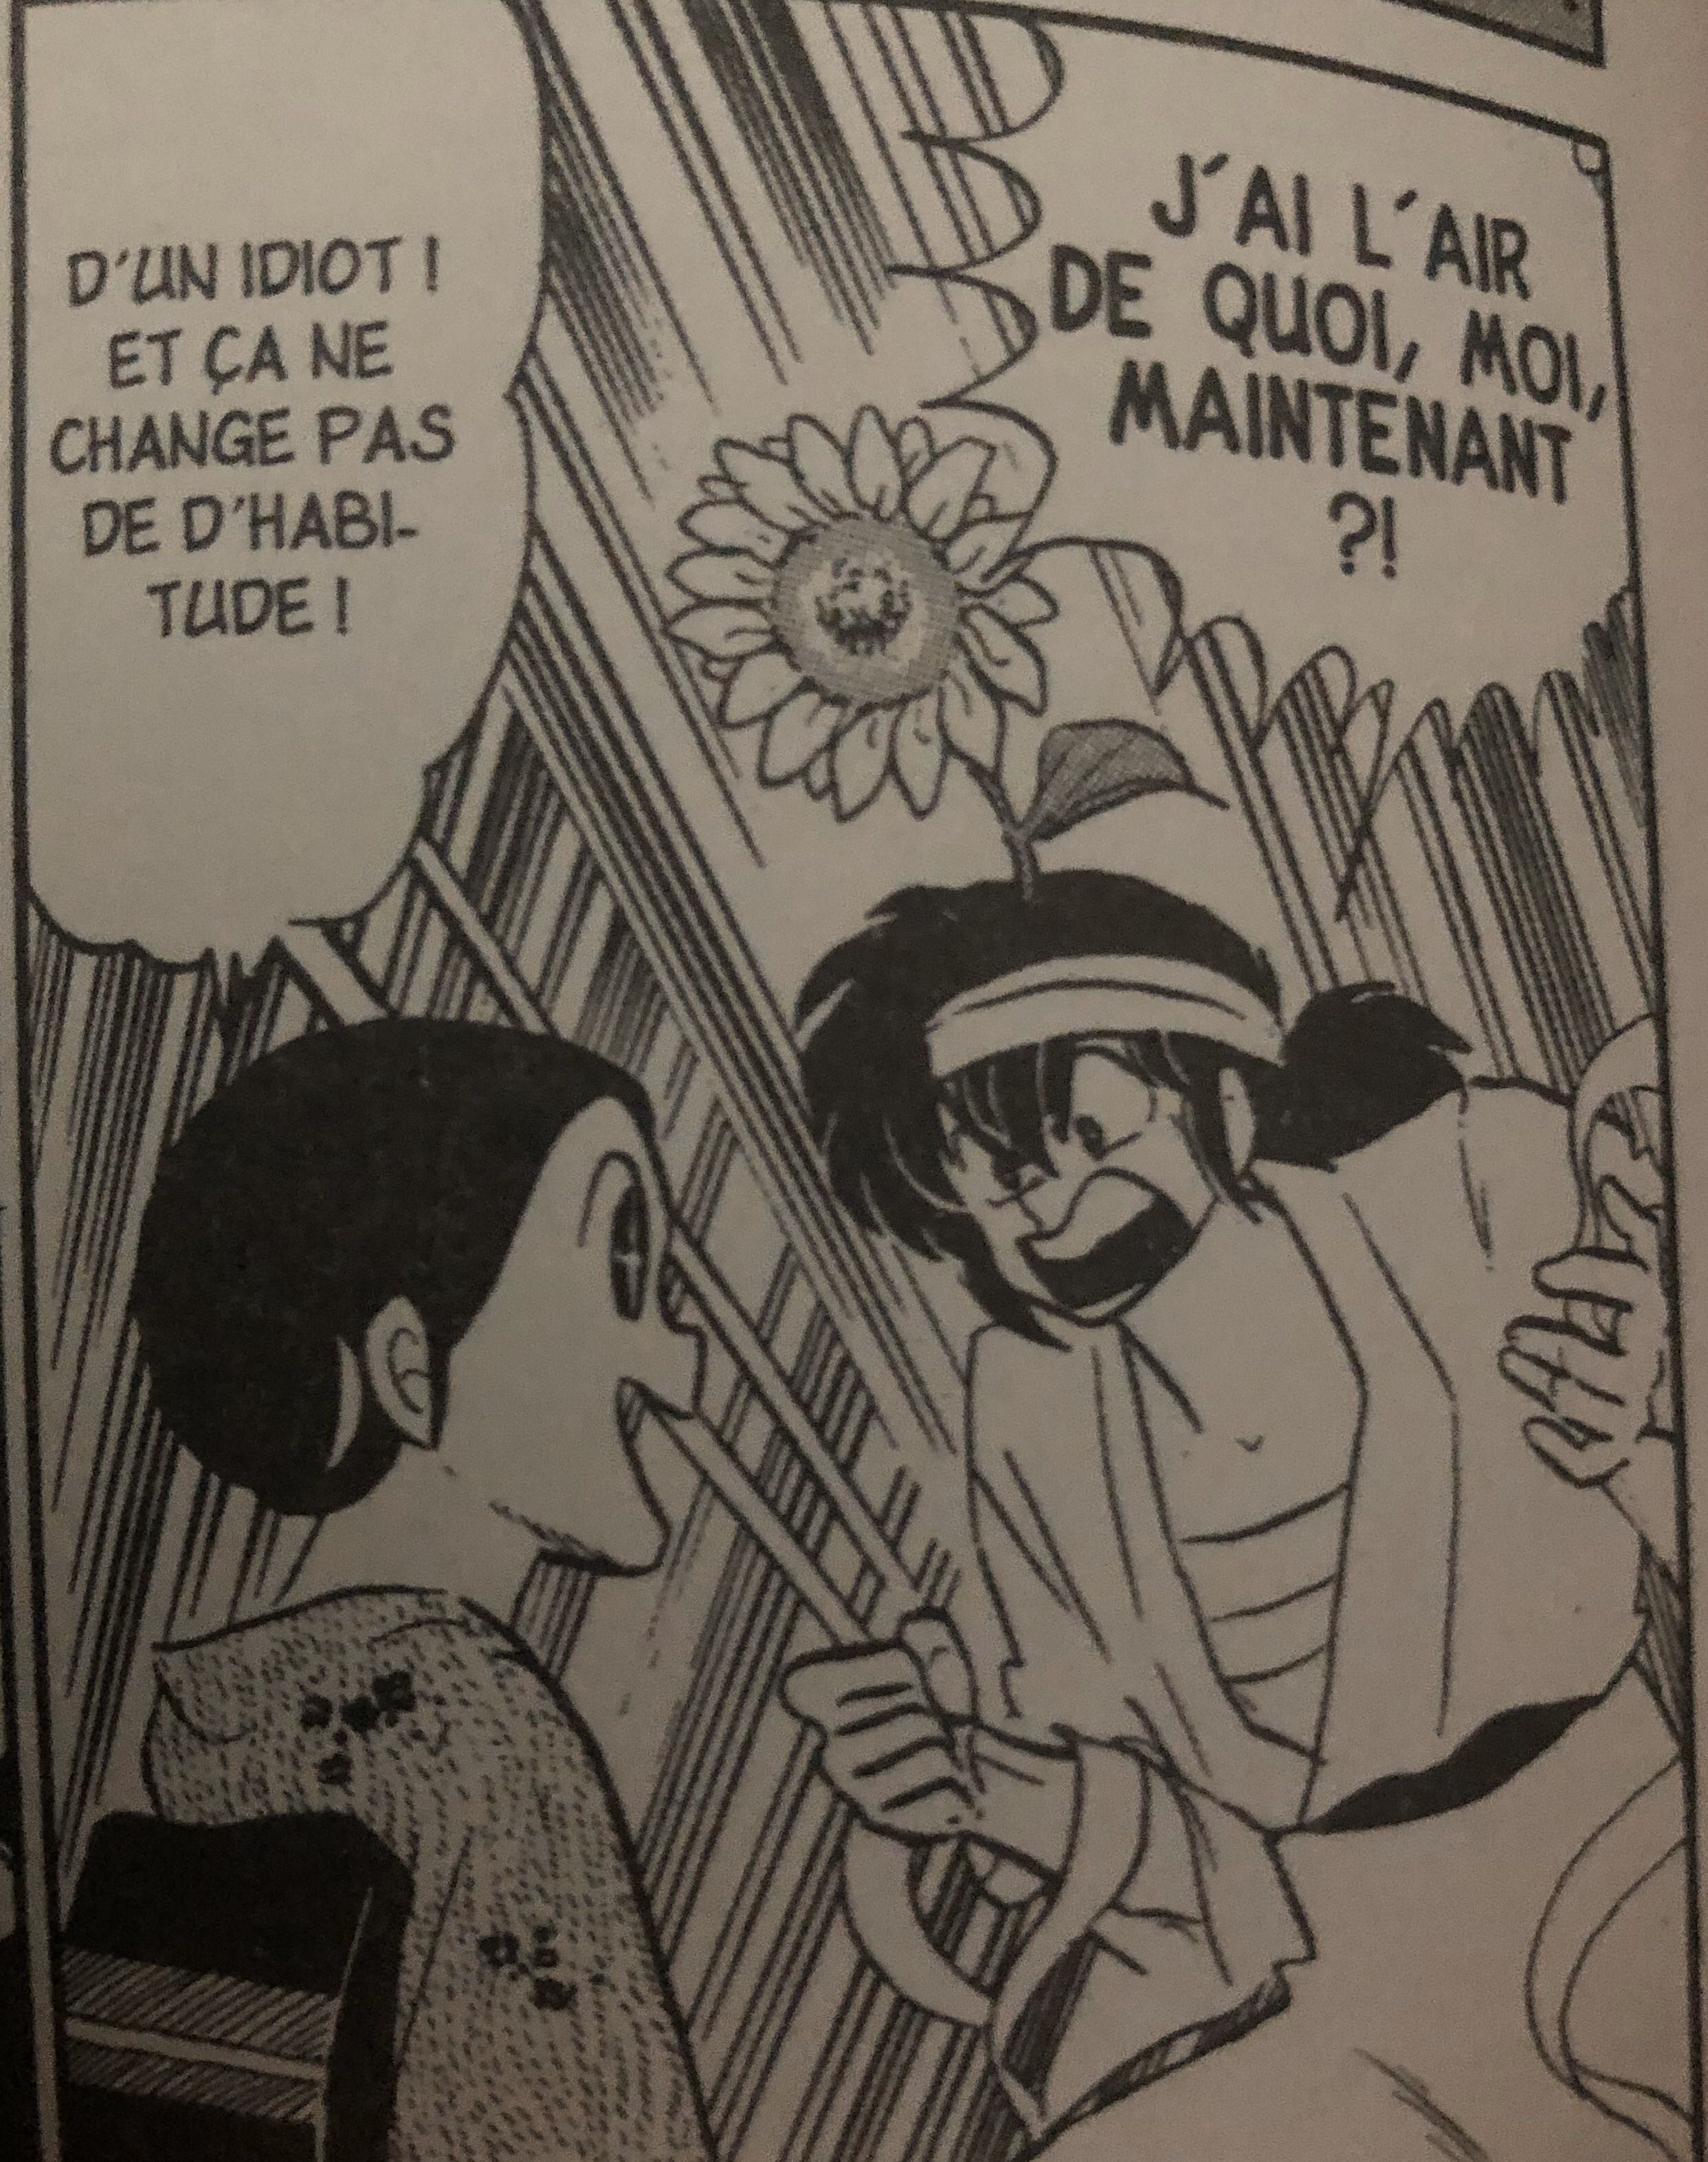 J'AI L'AIR
DE QUOI, MOI,
MAINTENANT
?!
D'UN IDIOT !
ET ÇA NE
CHANGE PAS
DE D'HABI-
TUDE !